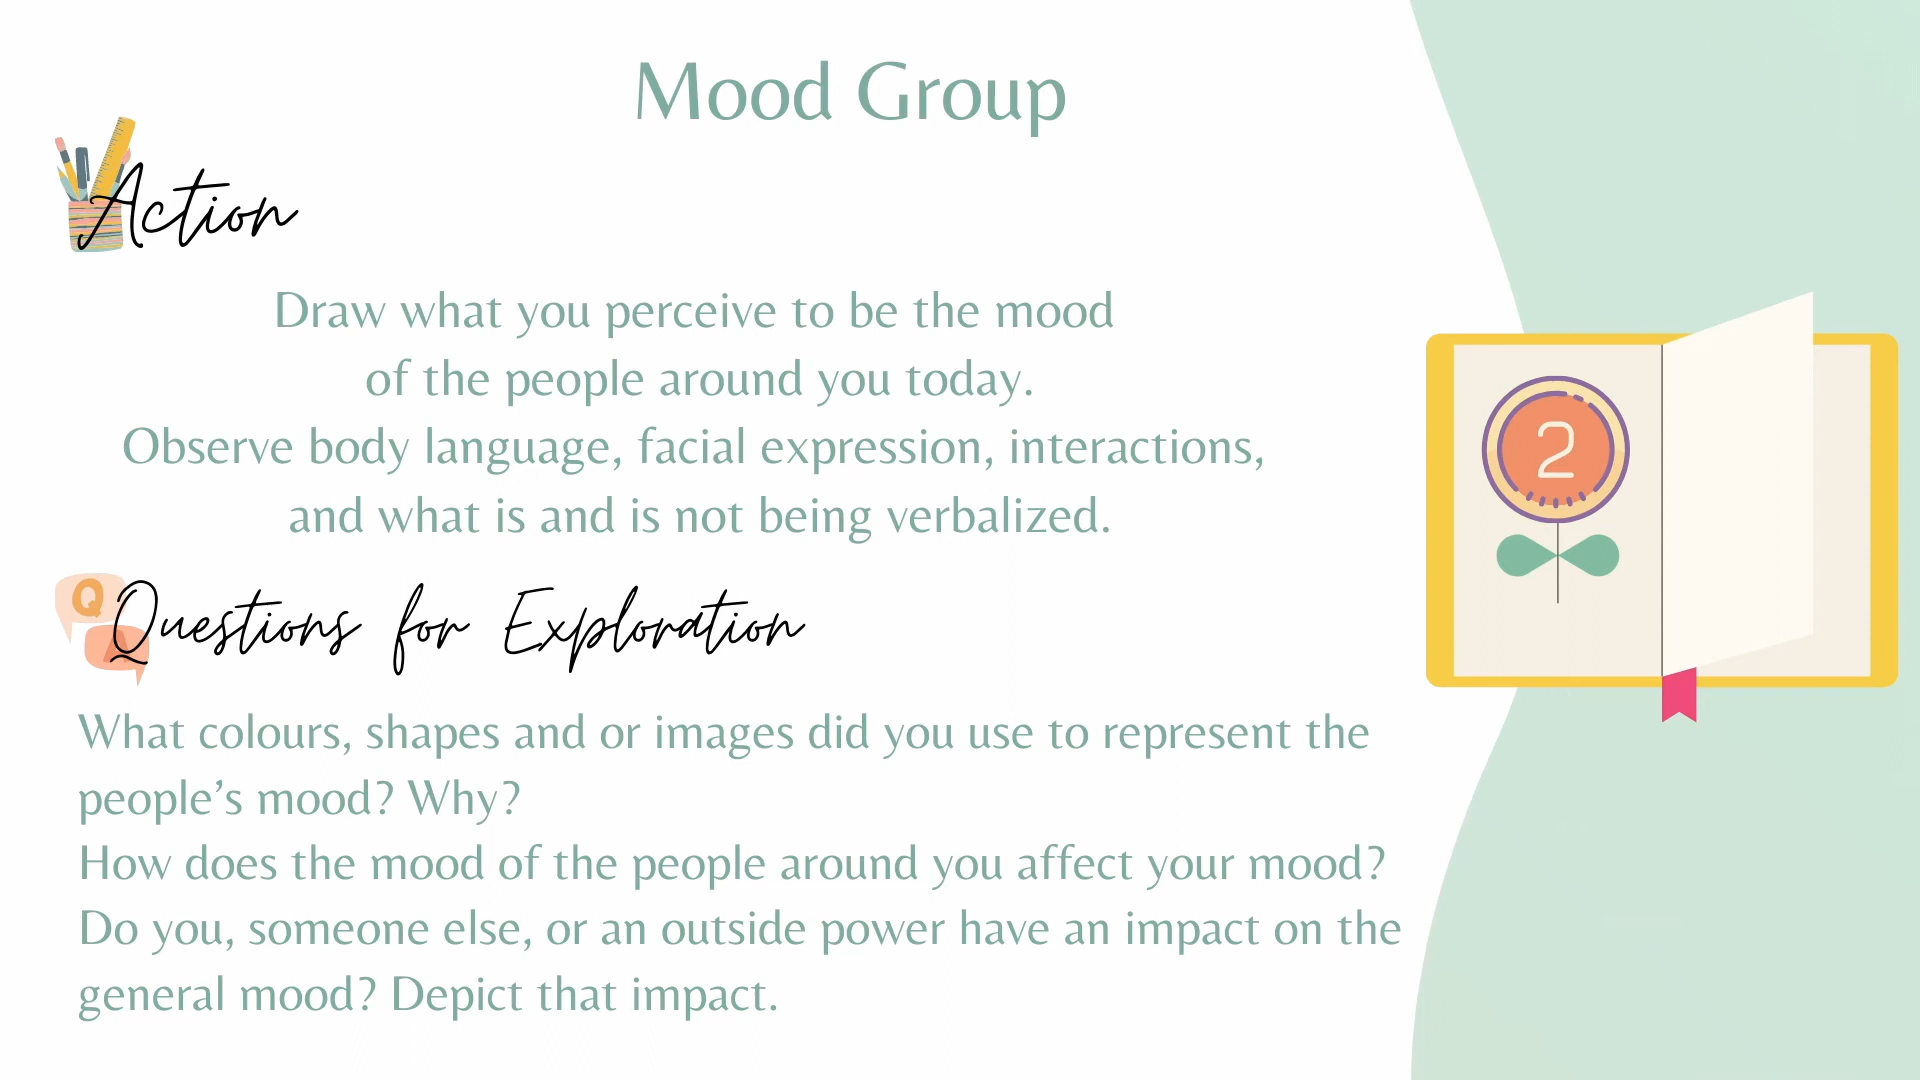 Mood Group
Action
Draw what you perceive to be the mood
of the people around you today.
Observe body language, facial expression, interactions,
and what is and is not being verbalized.
Q
A
Questions for Exploration
What colours, shapes and or images did you use to represent the
people’s mood? Why?
How does the mood of the people around you affect your mood?
Do you, someone else, or an outside power have an impact on the
general mood? Depict that impact.
2